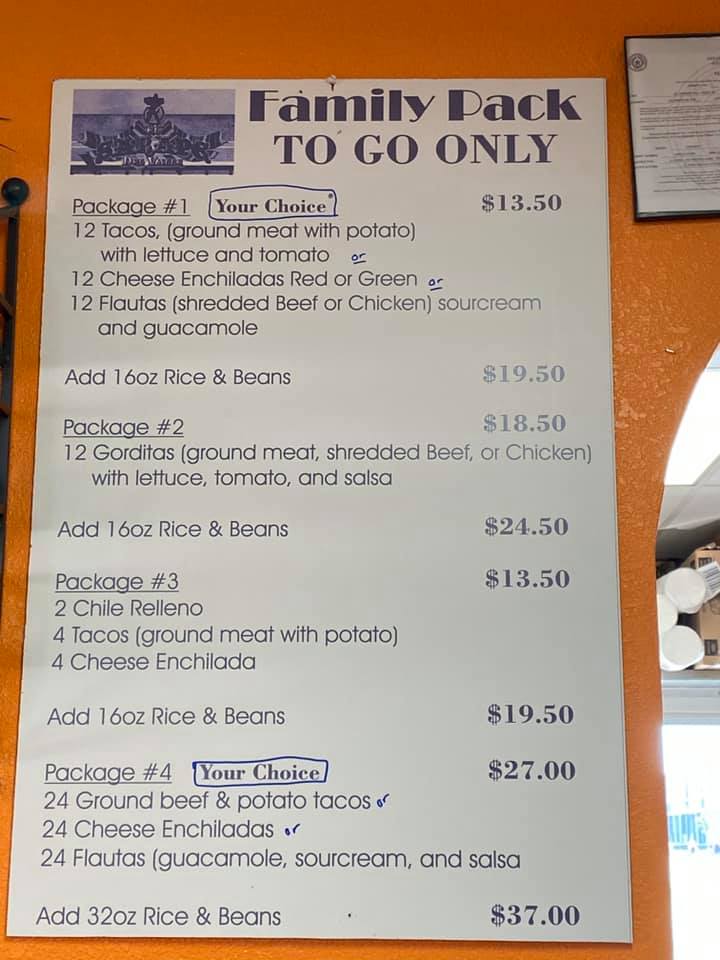 Family Pack
TO GO ONLY
Package #1 Your Choice $13.50
12 Tacos, (ground meat with potato)
with lettuce and tomato or
12 Cheese Enchiladas Red or Green or
12 Flautas (shredded Beef or Chicken) sourcream
and guacamole
Add 16oz Rice & Beans $19.50
Package #2 $18.50
12 Gorditas (ground meat, shredded Beef, or Chicken)
with lettuce, tomato, and salsa
Add 16oz Rice & Beans $24.50
Package #3 $13.50
2 Chile Relleno
4 Tacos (ground meat with potato)
4 Cheese Enchilada
Add 16oz Rice & Beans $19.50
Package #4 Your Choice $27.00
24 Ground beef & potato tacos or
24 Cheese Enchiladas or
24 Flautas (guacamole, sourcream, and salsa
Add 32oz Rice & Beans $37.00